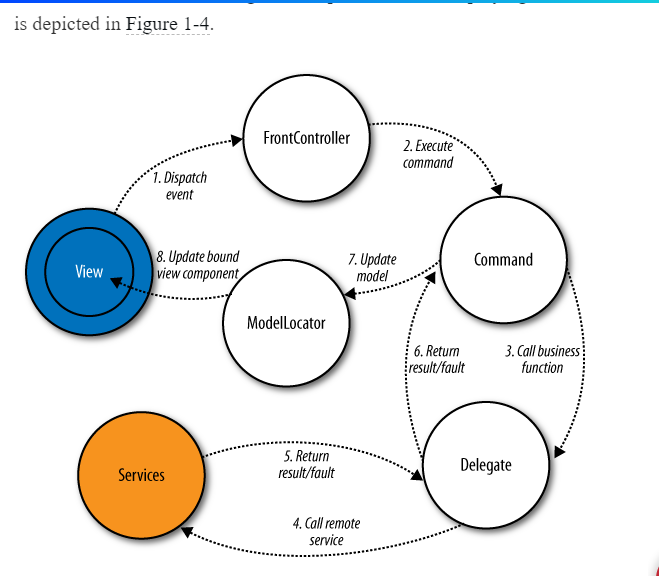 is depicted in Figure 1-4.
FrontController
1. Dispatch
event
2. Execute
command
View
8. Update bound
view component
7. Update
model
Command
ModelLocator
6. Return
result/fault
3. Call business
function
Services
5. Return
result/fault
Delegate
4. Call remote
service